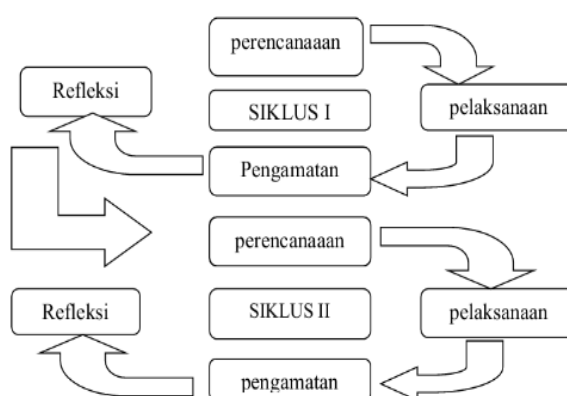 perencanaaan
Refleksi
SIKLUS I
pelaksanaan
Pengamatan
perencanaaan
Refleksi
SIKLUS II
pelaksanaan
pengamatan